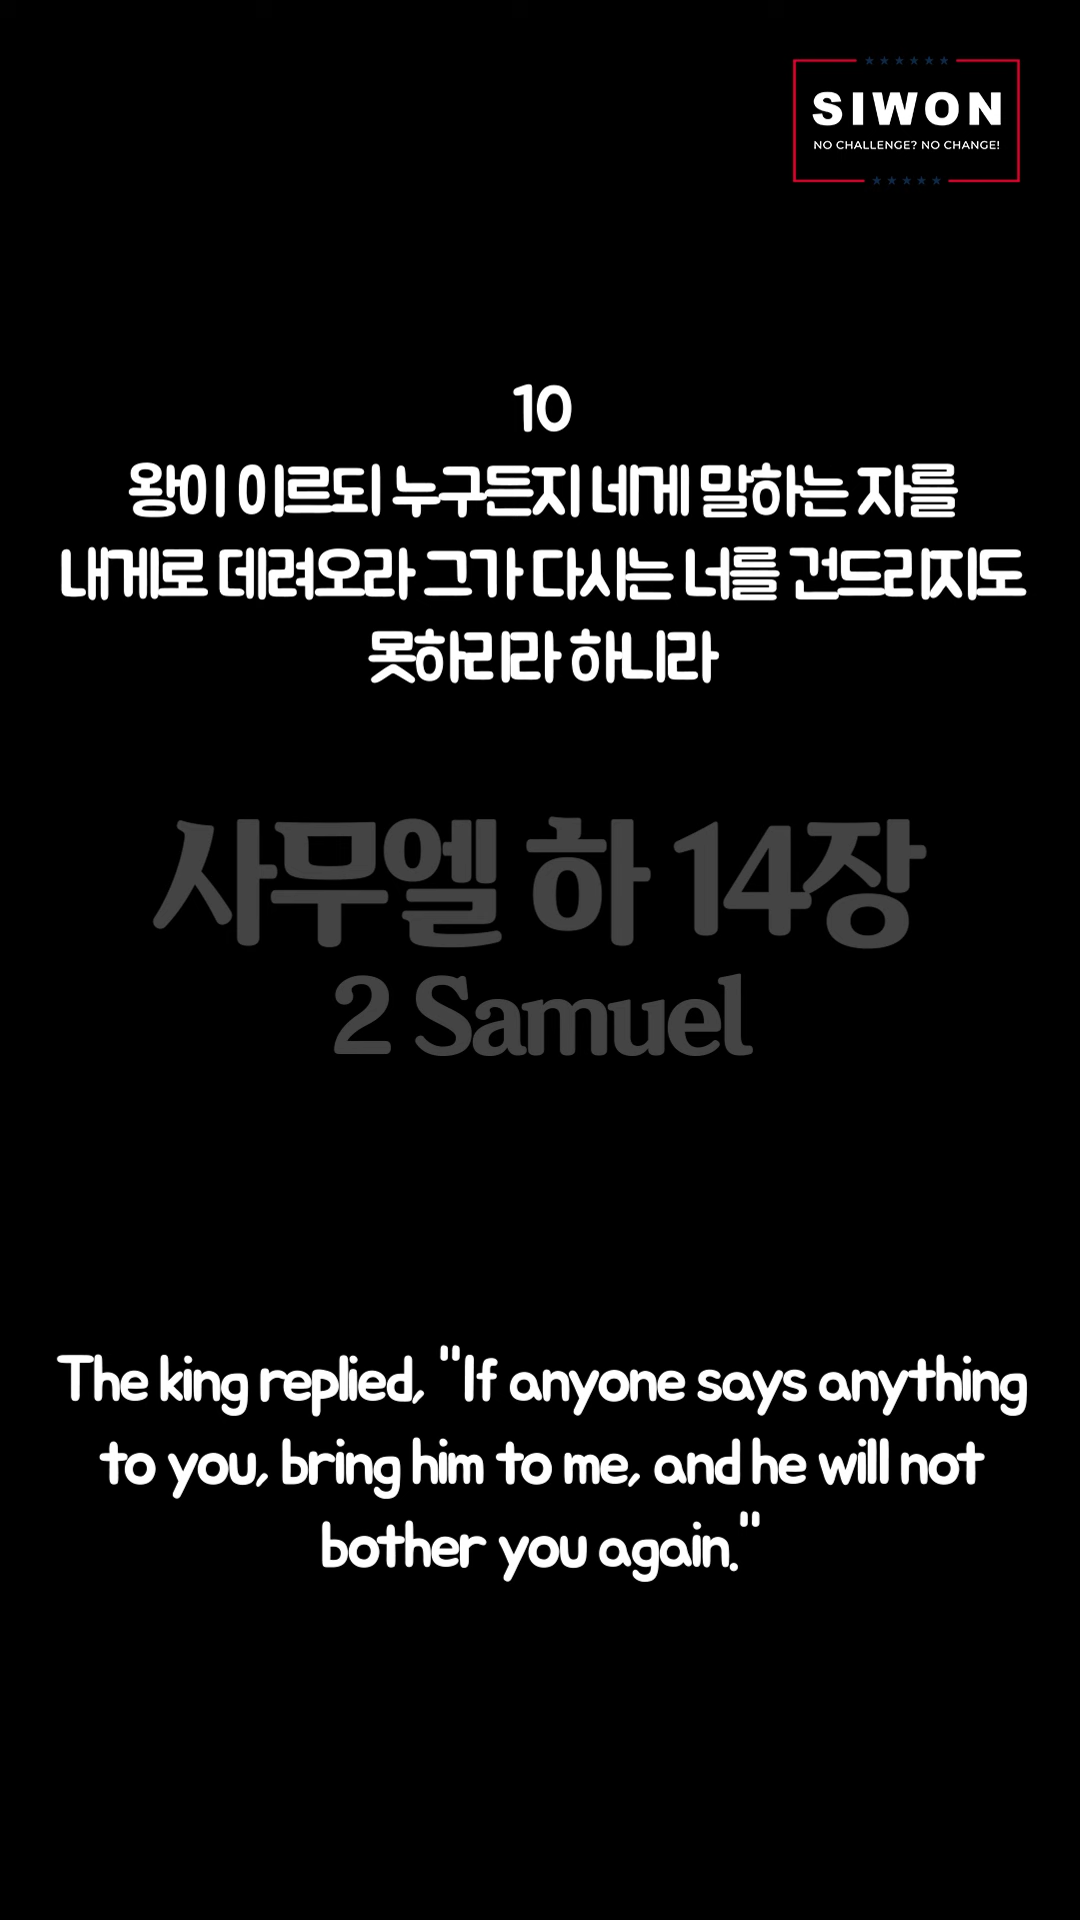 SIWON
NO CHALLENGE? NO CHANGE!
10
왕이 이르되 누구든지 네게 말하는 자를
내게로 데려오라 그가 다시는 너를 건드리지도
못하리라 하니라
사무엘 하 14장
2 Samuel
The king replied, "If anyone says anything
to you, bring him to me, and he will not
bother you again."